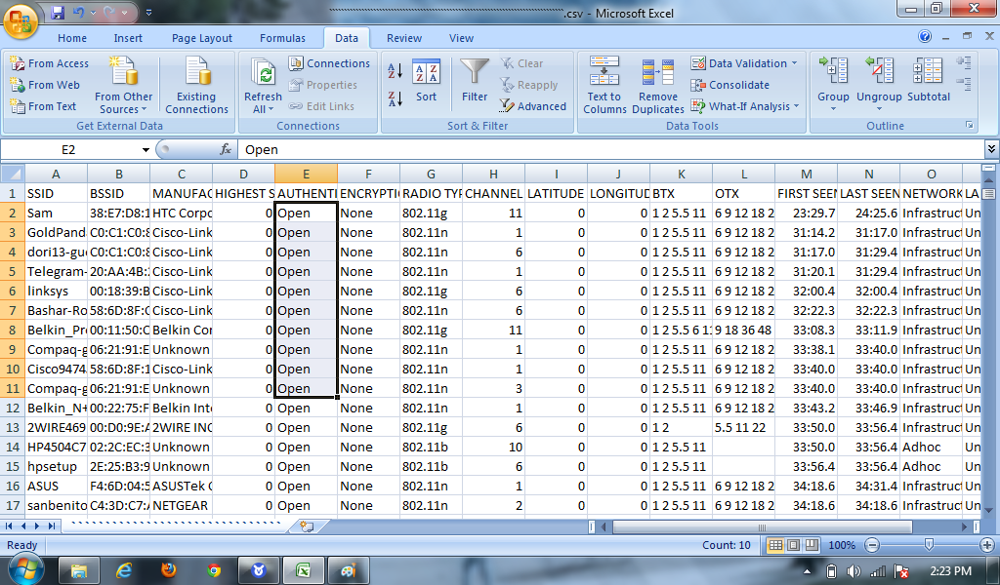 .csv - Microsoft Excel
Home Insert Page Layout Formulas Data Review View
From Access
From Web
From Text
From Other Sources
Existing Connections
Get External Data
Refresh All
Connections
Properties
Edit Links
Connections
Sort
Filter
Clear
Reapply
Advanced
Sort & Filter
Text to Columns
Remove Duplicates
Data Validation
Consolidate
What-If Analysis
Data Tools
Group
Ungroup
Subtotal
Outline
E2 fx Open
A B C D E F G H I J K L M N O
1 SSID BSSID MANUFAC HIGHEST S AUTHENTI ENCRYPTIO RADIO TYP CHANNEL LATITUDE LONGITUD BTX OTX FIRST SEEN LAST SEEN NETWORK LA
2 Sam 38:E7:D8:1 HTC Corpo 0 Open None 802.11g 11 0 0 1 2 5.5 11 6 9 12 18 2 23:29.7 24:25.6 Infrastruct Un
3 GoldPand C0:C1:C0:8 Cisco-Link 0 Open None 802.11n 1 0 0 1 2 5.5 11 6 9 12 18 2 31:14.2 31:17.0 Infrastruct Un
4 dori13-gue C0:C1:C0:8 Cisco-Link 0 Open None 802.11n 6 0 0 1 2 5.5 11 6 9 12 18 2 31:17.0 31:29.4 Infrastruct Un
5 Telegram- 20:AA:4B: Cisco-Link 0 Open None 802.11n 1 0 0 1 2 5.5 11 6 9 12 18 2 31:20.1 31:29.4 Infrastruct Un
6 linksys 00:18:39:B Cisco-Link 0 Open None 802.11g 6 0 0 1 2 5.5 11 6 9 12 18 2 32:00.4 32:00.4 Infrastruct Un
7 Bashar-Ro 58:6D:8F:C Cisco-Link 0 Open None 802.11n 6 0 0 1 2 5.5 11 6 9 12 18 2 32:22.3 32:22.3 Infrastruct Un
8 Belkin_Pre 00:11:50:C Belkin Cor 0 Open None 802.11g 11 0 0 1 2 5.5 6 11 9 18 36 48 33:08.3 33:11.9 Infrastruct Un
9 Compaq-g 06:21:91:E Unknown 0 Open None 802.11n 1 0 0 1 2 5.5 11 6 9 12 18 2 33:38.1 33:40.0 Infrastruct Un
10 Cisco9474 58:6D:8F:1 Cisco-Link 0 Open None 802.11n 1 0 0 1 2 5.5 11 6 9 12 18 2 33:40.0 33:40.0 Infrastruct Un
11 Compaq-g 06:21:91:E Unknown 0 Open None 802.11n 3 0 0 1 2 5.5 11 6 9 12 18 2 33:40.0 33:40.0 Infrastruct Un
12 Belkin_N+ 00:22:75:F Belkin Inte 0 Open None 802.11n 1 0 0 1 2 5.5 11 6 9 12 18 2 33:43.2 33:46.9 Infrastruct Un
13 2WIRE469 00:D0:9E:A 2WIRE INC 0 Open None 802.11g 6 0 0 1 2 5.5 11 22 33:50.0 33:56.4 Infrastruct Un
14 HP4504C7 02:2C:EC:3 Unknown 0 Open None 802.11b 10 0 0 1 2 5.5 11 33:50.0 33:56.4 Adhoc Un
15 hpsetup 2E:25:B3:9 Unknown 0 Open None 802.11b 6 0 0 1 2 5.5 11 33:56.4 33:56.4 Adhoc Un
16 ASUS F4:6D:04:5 ASUSTek C 0 Open None 802.11n 1 0 0 1 2 5.5 11 6 9 12 18 2 34:18.6 34:31.4 Infrastruct Un
17 sanbenito C4:3D:C7:A NETGEAR 0 Open None 802.11n 2 0 0 1 2 5.5 11 6 9 12 18 2 34:18.6 34:18.6 Infrastruct Un
Ready Count: 10 100%
2:23 PM